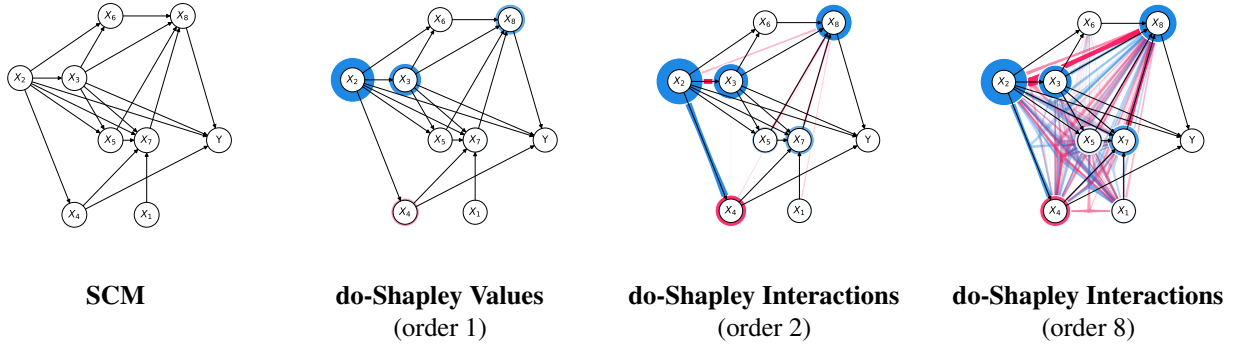 X6 X8
X2 X3
X5 X7 Y
X4 X1
X6 X8
X2 X3
X5 X7 Y
X4 X1
X6 X8
X2 X3
X5 X7 Y
X4 X1
X6 X8
X2 X3
X5 X7 Y
X4 X1
SCM
do-Shapley Values
(order 1)
do-Shapley Interactions
(order 2)
do-Shapley Interactions
(order 8)